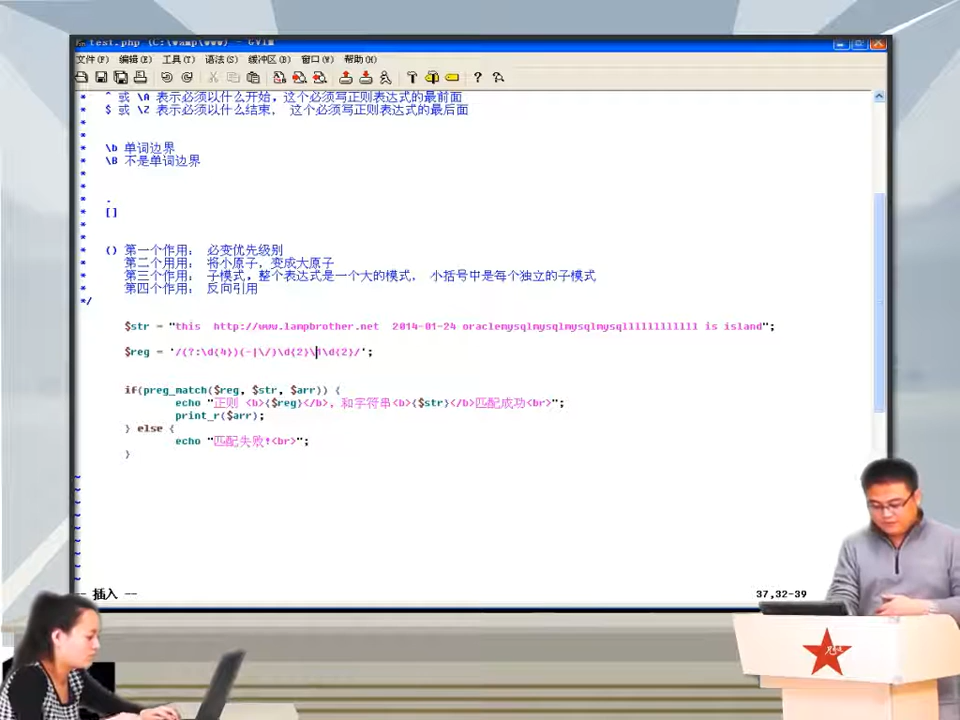 test.php (C:\wamp\www) - GVIM
文件(F) 编辑(E) 工具(T) 语法(S) 缓冲区(B) 窗口(W) 帮助(H)
* ^ 或 \A 表示必须以什么开始,这个必须写正则表达式的最前面
* $ 或 \Z 表示必须以什么结束, 这个必须写正则表达式的最后面
*
*
* \b 单词边界
* \B 不是单词边界
*
*
* .
* []
*
*
* () 第一个作用: 必变优先级别
* 第二个用用: 将小原子,变成大原子
* 第三个作用: 子模式,整个表达式是一个大的模式, 小括号中是每个独立的子模式
* 第四个作用: 反向引用
*/
$str = "this http://www.lampbrother.net 2014-01-24 oraclemysqlmysqlmysqlmysqlllllllllllll is island";
$reg = '/(?:\d{4})(-|\/)\d{2}\1\d{2}/';
if(preg_match($reg, $str, $arr)) {
echo "正则 <b>{$reg}</b>,和字符串<b>{$str}</b>匹配成功<br>";
print_r($arr);
} else {
echo "匹配失败!<br>";
}
~
~
~
~
~
~
~
~
~
-- 插入 --
37,32-39